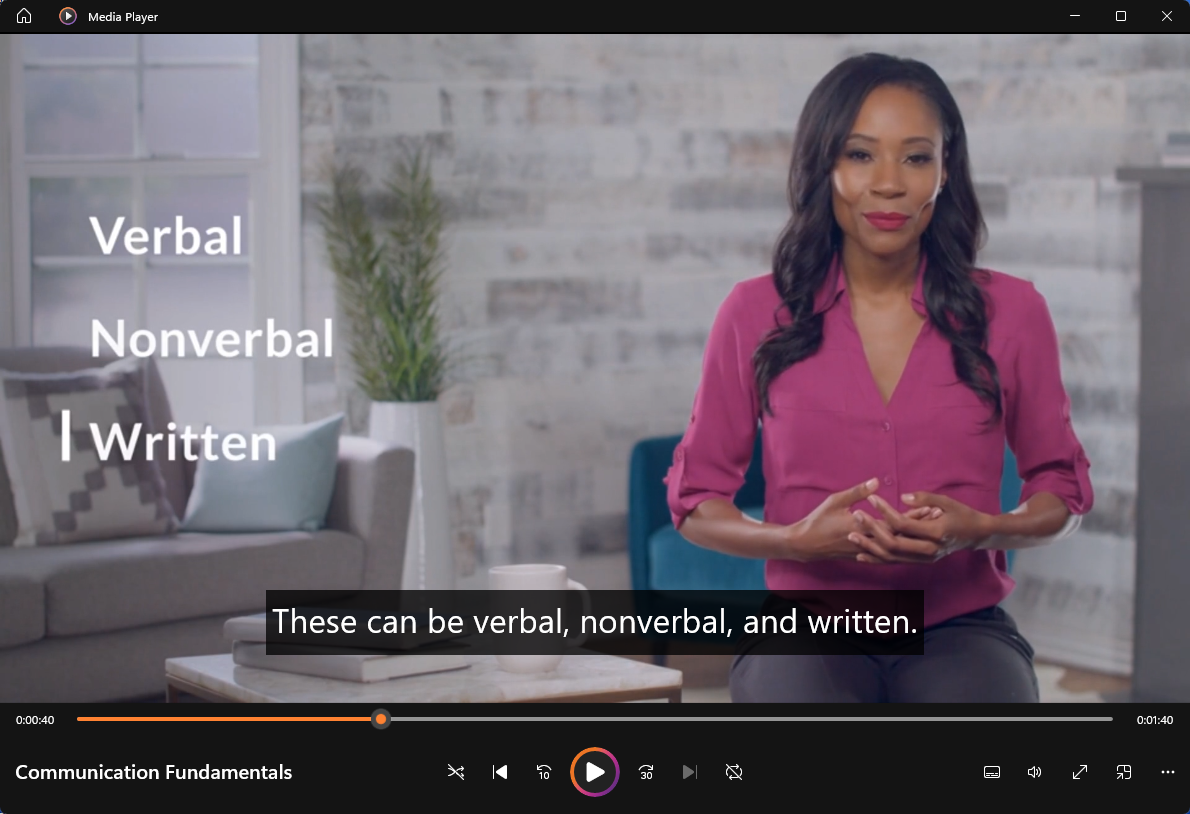 Media Player
Verbal
Nonverbal
Written
These can be verbal, nonverbal, and written.
0:00:40
0:01:40
Communication Fundamentals
10
30